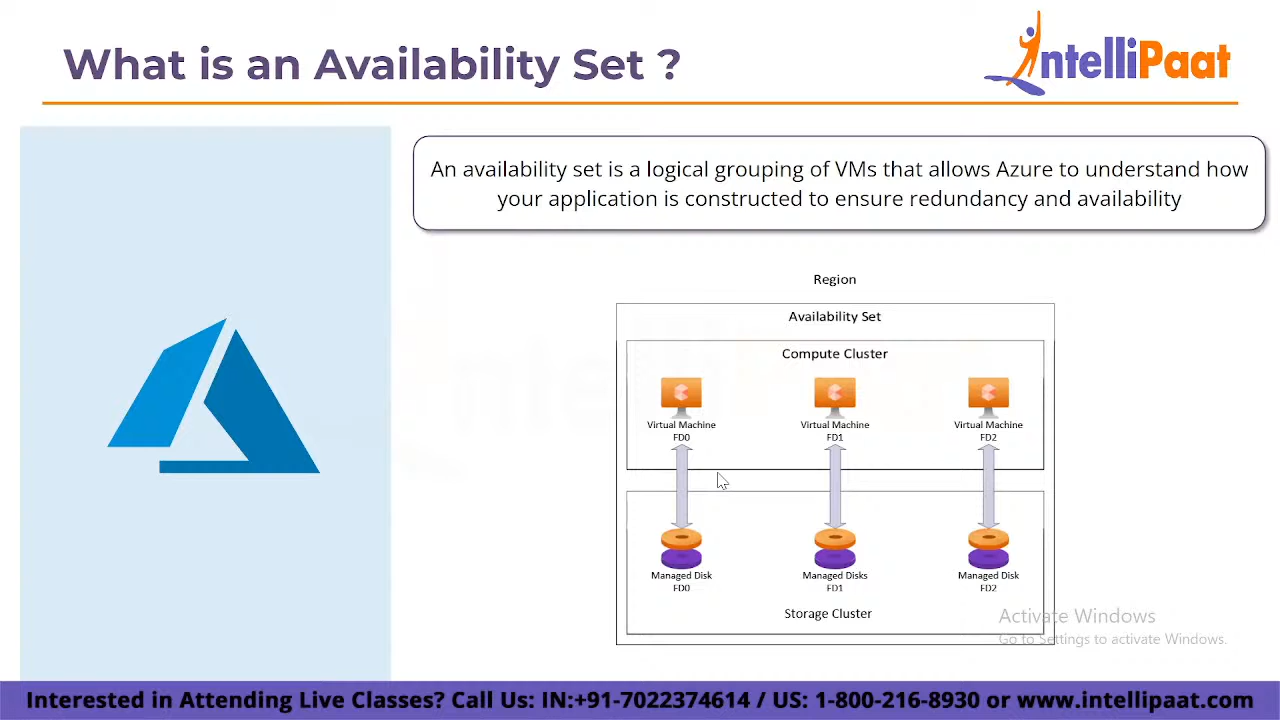 What is an Availability Set ?
IntelliPaat
An availability set is a logical grouping of VMs that allows Azure to understand how
your application is constructed to ensure redundancy and availability
Region
Availability Set
Compute Cluster
Virtual Machine
FD0
Virtual Machine
FD1
Virtual Machine
FD2
Managed Disk
FD0
Managed Disks
FD1
Managed Disk
FD2
Storage Cluster
Activate Windows
Go to Settings to activate Windows.
Interested in Attending Live Classes? Call Us: IN:+91-7022374614 / US: 1-800-216-8930 or www.intellipaat.com